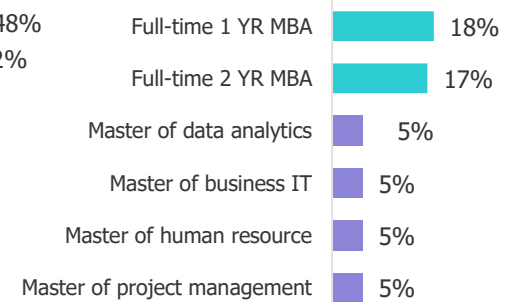 Full-time 1 YR MBA 18%
Full-time 2 YR MBA 17%
Master of data analytics 5%
Master of business IT 5%
Master of human resource 5%
Master of project management 5%